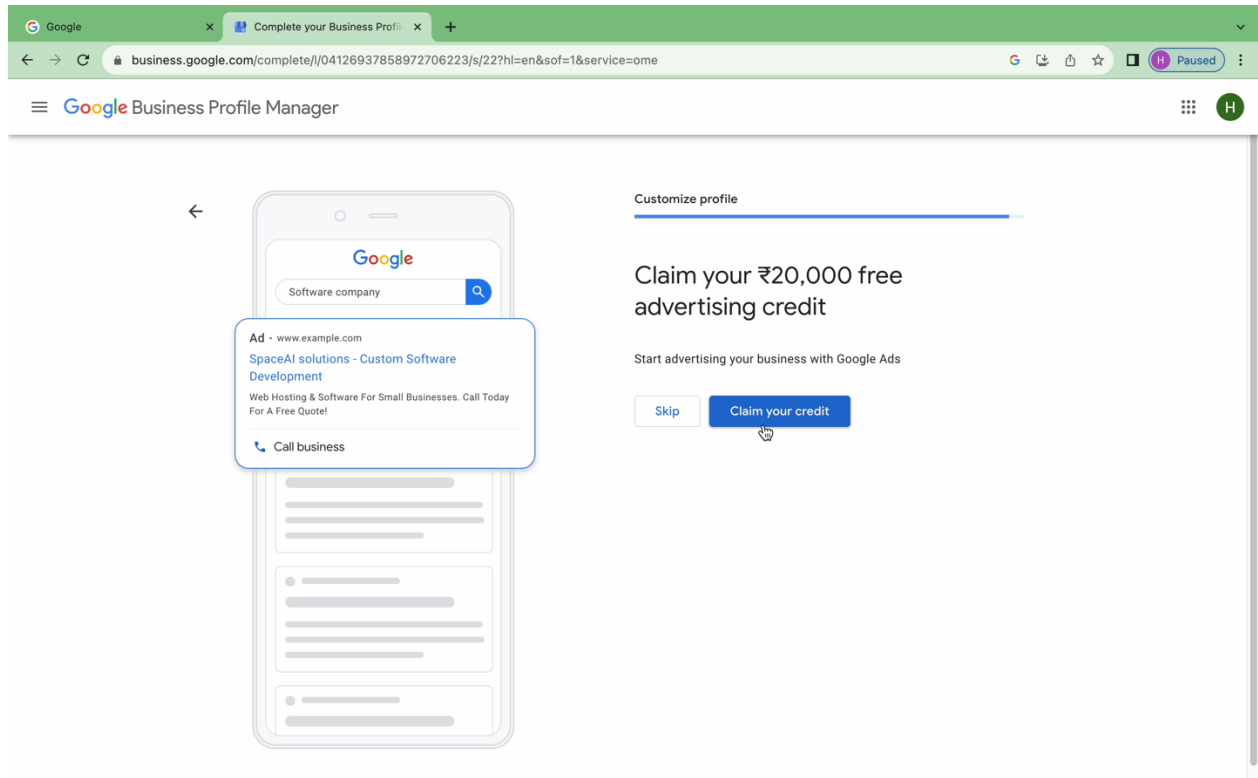 Google
Complete your Business Profil
business.google.com/complete/l/04126937858972706223/s/22?hl=en&sof=1&service=ome
G
H Paused
Google Business Profile Manager
H
Google
Software company
Ad · www.example.com
SpaceAI solutions - Custom Software
Development
Web Hosting & Software For Small Businesses. Call Today
For A Free Quote!
Call business
Customize profile
Claim your ₹20,000 free
advertising credit
Start advertising your business with Google Ads
Skip
Claim your credit